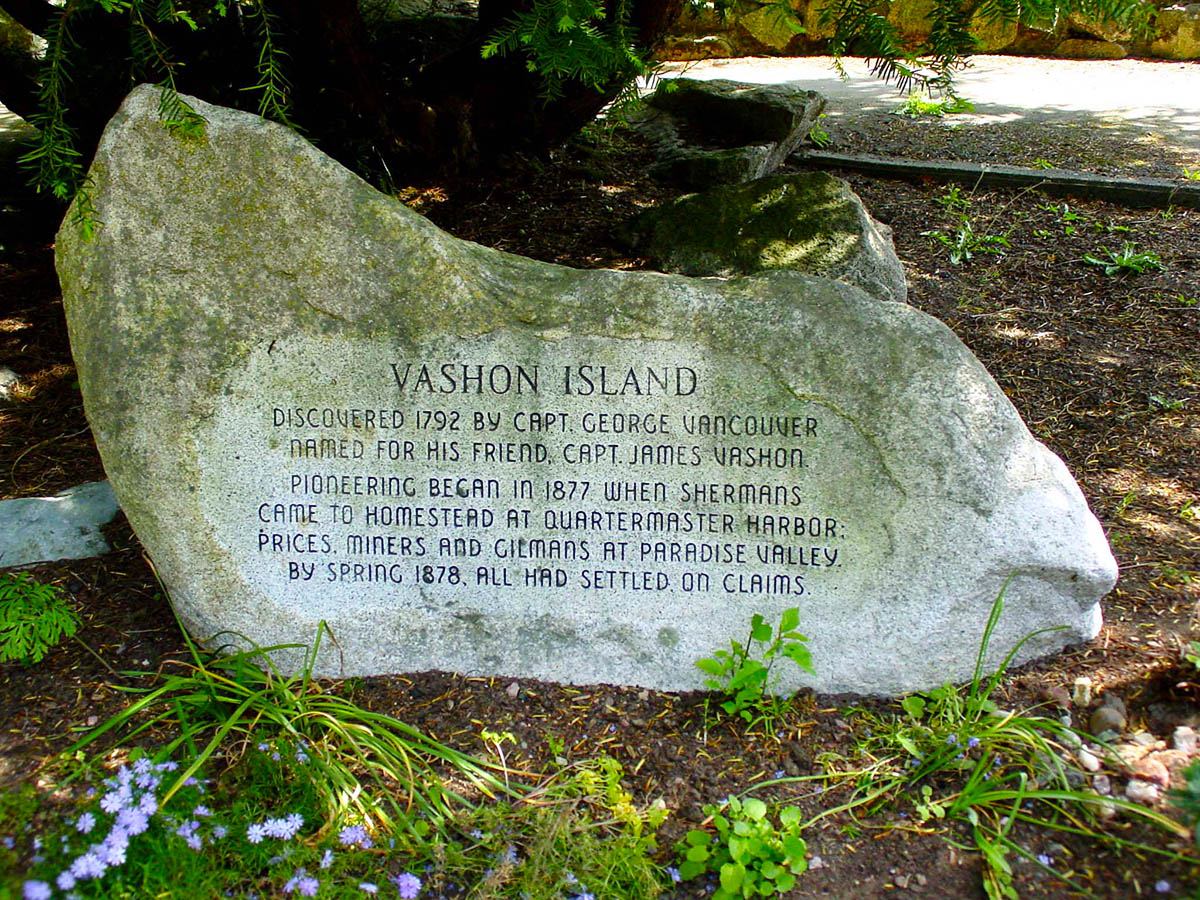 VASHON ISLAND
DISCOVERED 1792 BY CAPT. GEORGE VANCOUVER
NAMED FOR HIS FRIEND, CAPT. JAMES VASHON.
PIONEERING BEGAN IN 1877 WHEN SHERMANS
CAME TO HOMESTEAD AT QUARTERMASTER HARBOR;
PRICES, MINERS AND GILMANS AT PARADISE VALLEY.
BY SPRING 1878, ALL HAD SETTLED ON CLAIMS.